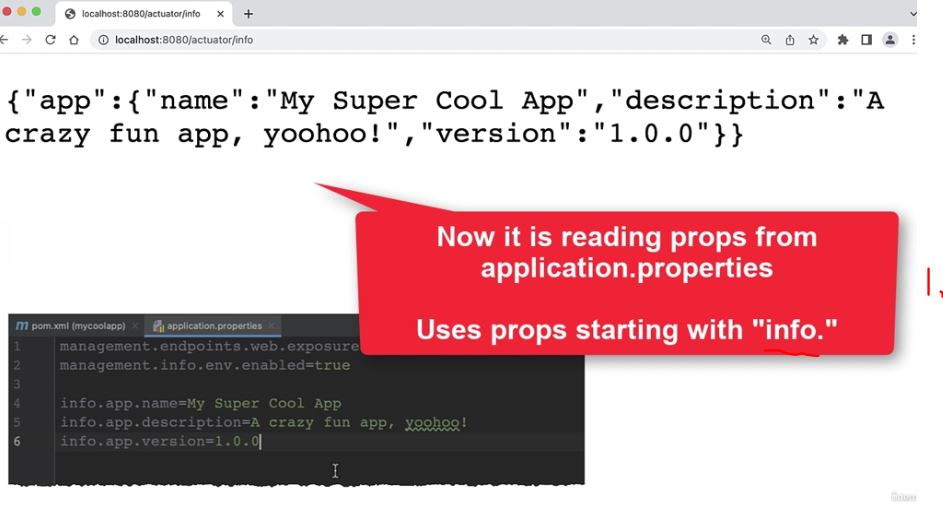 localhost:8080/actuator/info
localhost:8080/actuator/info
{"app":{"name":"My Super Cool App","description":"A
crazy fun app, yoohoo!","version":"1.0.0"}}
Now it is reading props from
application.properties
Uses props starting with "info."
pom.xml (mycoolapp)
application.properties
1 management.endpoints.web.exposure
2 management.info.env.enabled=true
3
4 info.app.name=My Super Cool App
5 info.app.description=A crazy fun app, yoohoo!
6 info.app.version=1.0.0